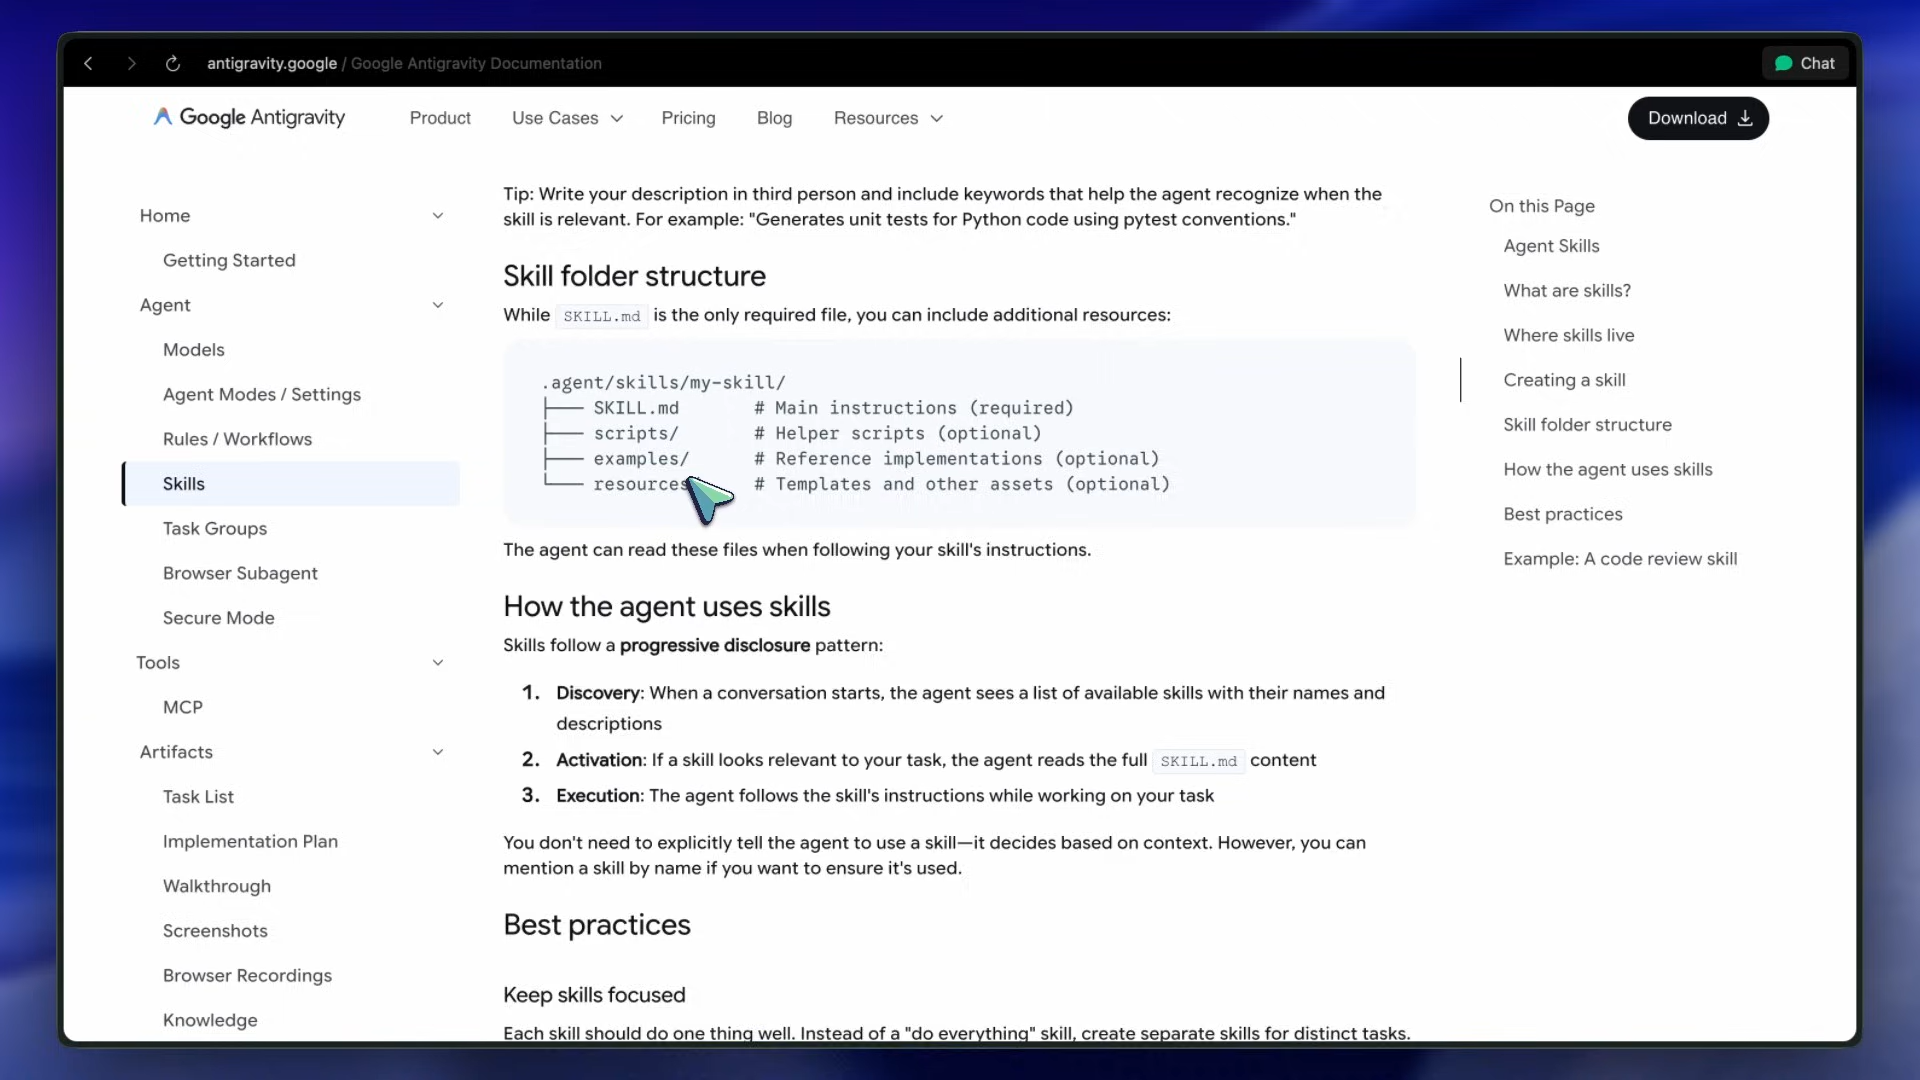 antigravity.google / Google Antigravity Documentation
Chat
Google Antigravity
Product
Use Cases
Pricing
Blog
Resources
Download
Home
Getting Started
Agent
Models
Agent Modes / Settings
Rules / Workflows
Skills
Task Groups
Browser Subagent
Secure Mode
Tools
MCP
Artifacts
Task List
Implementation Plan
Walkthrough
Screenshots
Browser Recordings
Knowledge
Tip: Write your description in third person and include keywords that help the agent recognize when the
skill is relevant. For example: "Generates unit tests for Python code using pytest conventions."
Skill folder structure
While SKILL.md is the only required file, you can include additional resources:
.agent/skills/my-skill/
├── SKILL.md # Main instructions (required)
├── scripts/ # Helper scripts (optional)
├── examples/ # Reference implementations (optional)
└── resources # Templates and other assets (optional)
The agent can read these files when following your skill's instructions.
How the agent uses skills
Skills follow a progressive disclosure pattern:
1. Discovery: When a conversation starts, the agent sees a list of available skills with their names and
descriptions
2. Activation: If a skill looks relevant to your task, the agent reads the full SKILL.md content
3. Execution: The agent follows the skill's instructions while working on your task
You don't need to explicitly tell the agent to use a skill—it decides based on context. However, you can
mention a skill by name if you want to ensure it's used.
Best practices
Keep skills focused
Each skill should do one thing well. Instead of a "do everything" skill, create separate skills for distinct tasks.
On this Page
Agent Skills
What are skills?
Where skills live
Creating a skill
Skill folder structure
How the agent uses skills
Best practices
Example: A code review skill